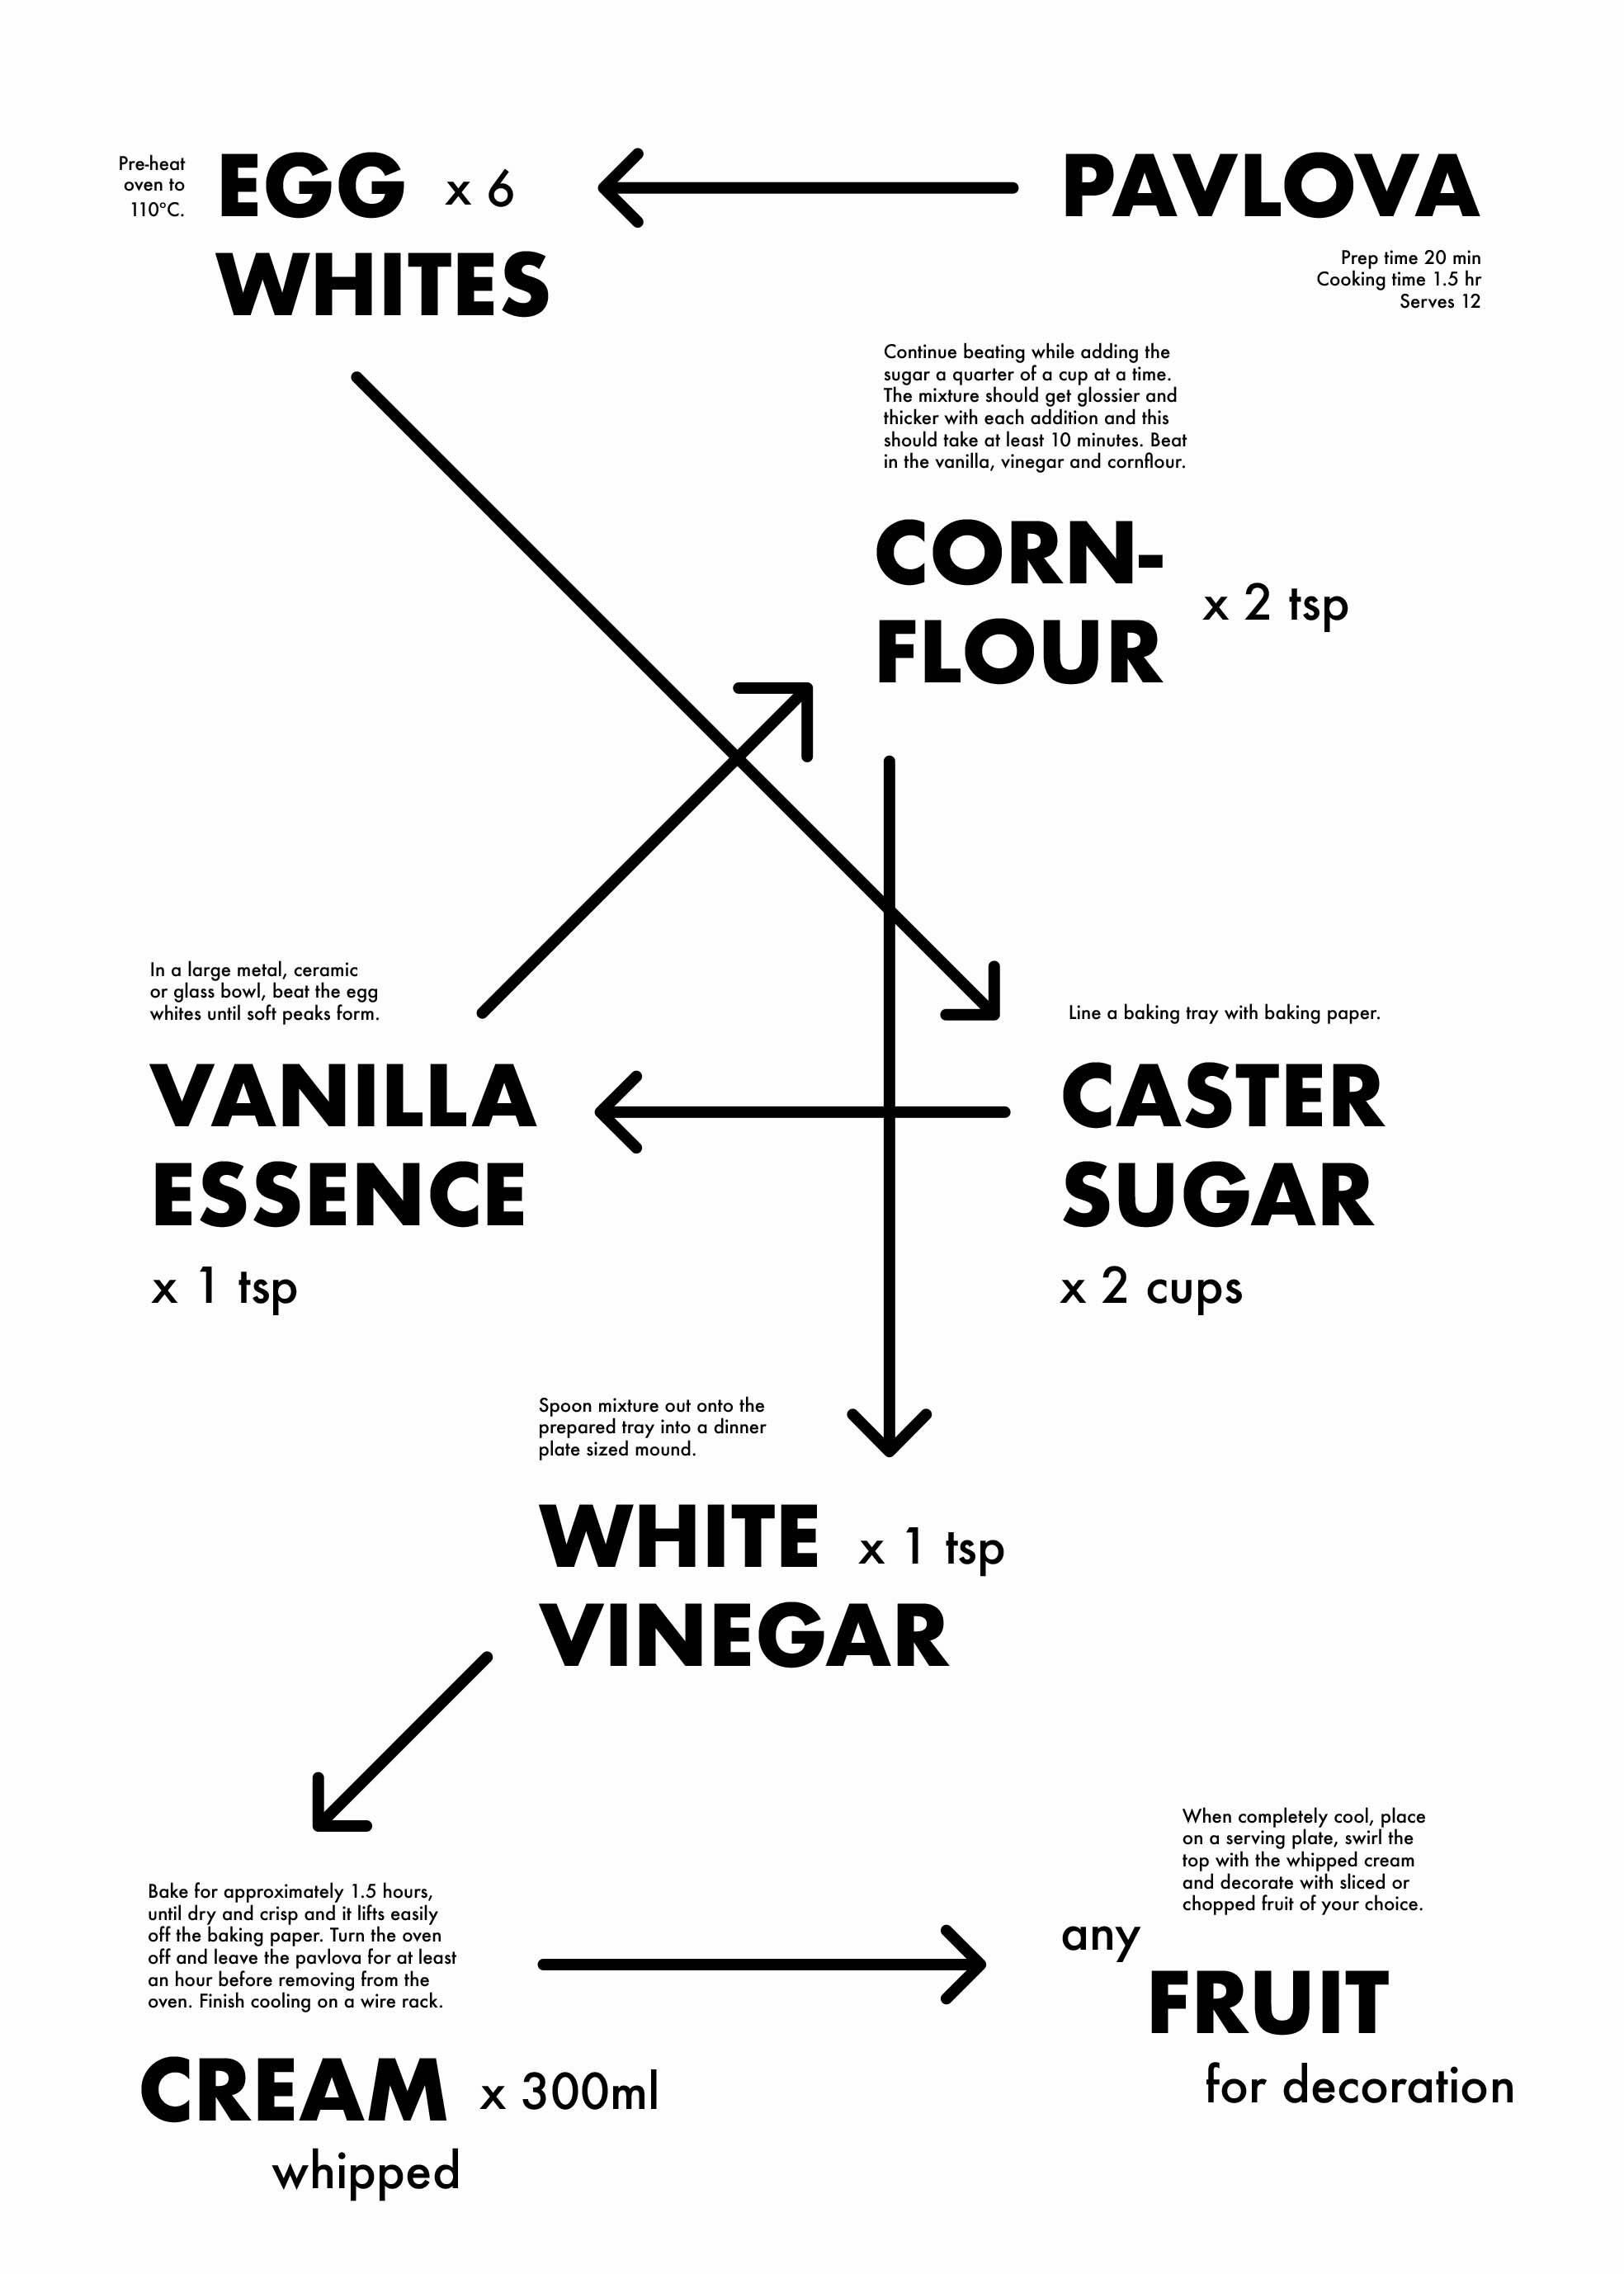 PAVLOVA
Prep time 20 min
Cooking time 1.5 hr
Serves 12
Pre-heat
oven to
110°C.
EGG x 6
WHITES
Line a baking tray with baking paper.
CASTER
SUGAR
x 2 cups
In a large metal, ceramic
or glass bowl, beat the egg
whites until soft peaks form.
VANILLA
ESSENCE
x 1 tsp
Continue beating while adding the
sugar a quarter of a cup at a time.
The mixture should get glossier and
thicker with each addition and this
should take at least 10 minutes. Beat
in the vanilla, vinegar and cornflour.
CORN-
FLOUR
x 2 tsp
Spoon mixture out onto the
prepared tray into a dinner
plate sized mound.
WHITE x 1 tsp
VINEGAR
Bake for approximately 1.5 hours,
until dry and crisp and it lifts easily
off the baking paper. Turn the oven
off and leave the pavlova for at least
an hour before removing from the
oven. Finish cooling on a wire rack.
CREAM x 300ml
whipped
When completely cool, place
on a serving plate, swirl the
top with the whipped cream
and decorate with sliced or
chopped fruit of your choice.
any
FRUIT
for decoration